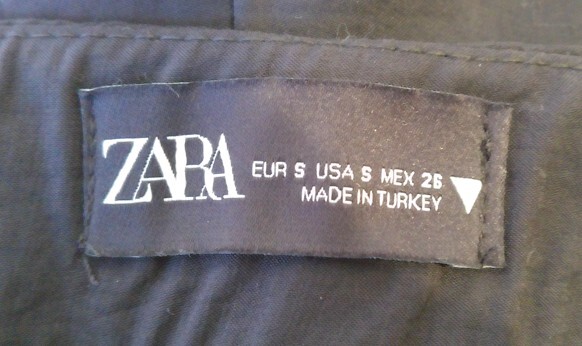 ZARA
EUR S USA S MEX 26
MADE IN TURKEY